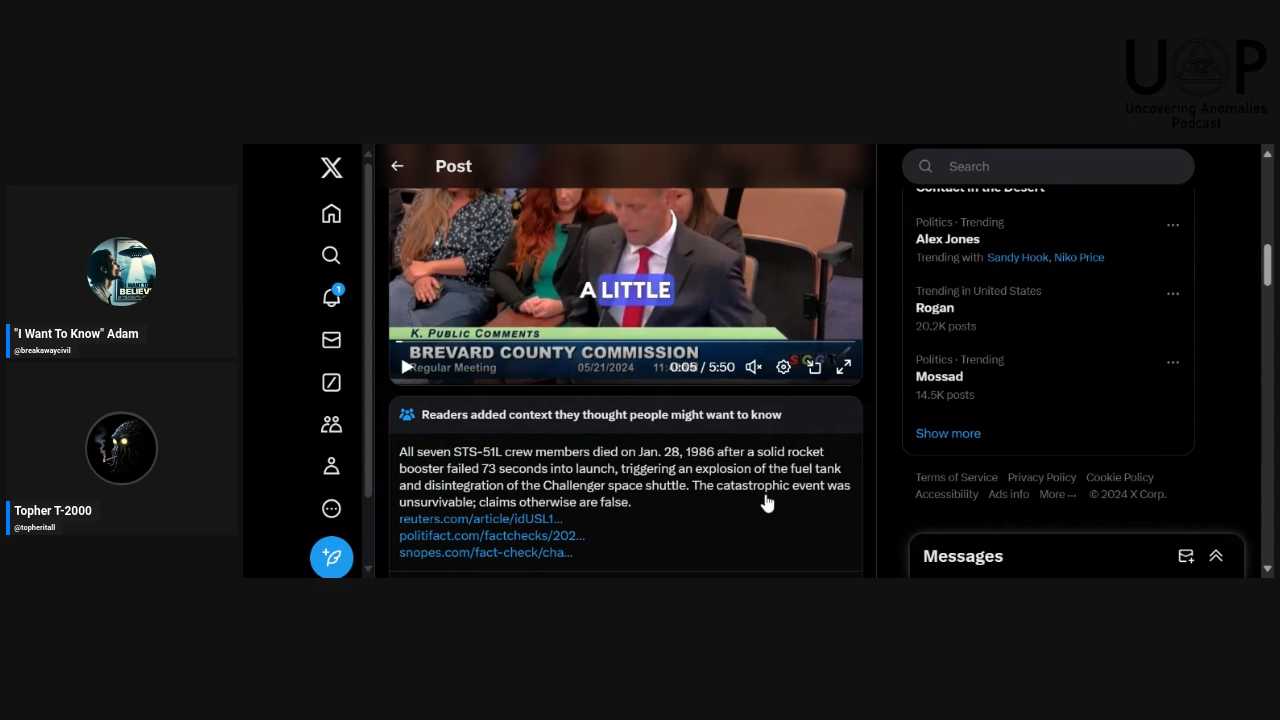 UAP
Uncovering Anomalies
Podcast
"I Want To Know" Adam
@breakawaycivil
Topher T-2000
@topheritall
Post
A LITTLE
K. PUBLIC COMMENTS
BREVARD COUNTY COMMISSION
Regular Meeting 05/21/2024
0:05 / 5:50
Readers added context they thought people might want to know
All seven STS-51L crew members died on Jan. 28, 1986 after a solid rocket
booster failed 73 seconds into launch, triggering an explosion of the fuel tank
and disintegration of the Challenger space shuttle. The catastrophic event was
unsurvivable; claims otherwise are false.
reuters.com/article/idUSL1...
politifact.com/factchecks/202...
snopes.com/fact-check/cha...
1
Search
Contact in the Desert
Politics · Trending
Alex Jones
Trending with Sandy Hook, Niko Price
Trending in United States
Rogan
20.2K posts
Politics · Trending
Mossad
14.5K posts
Show more
Terms of Service Privacy Policy Cookie Policy
Accessibility Ads info More ··· © 2024 X Corp.
Messages